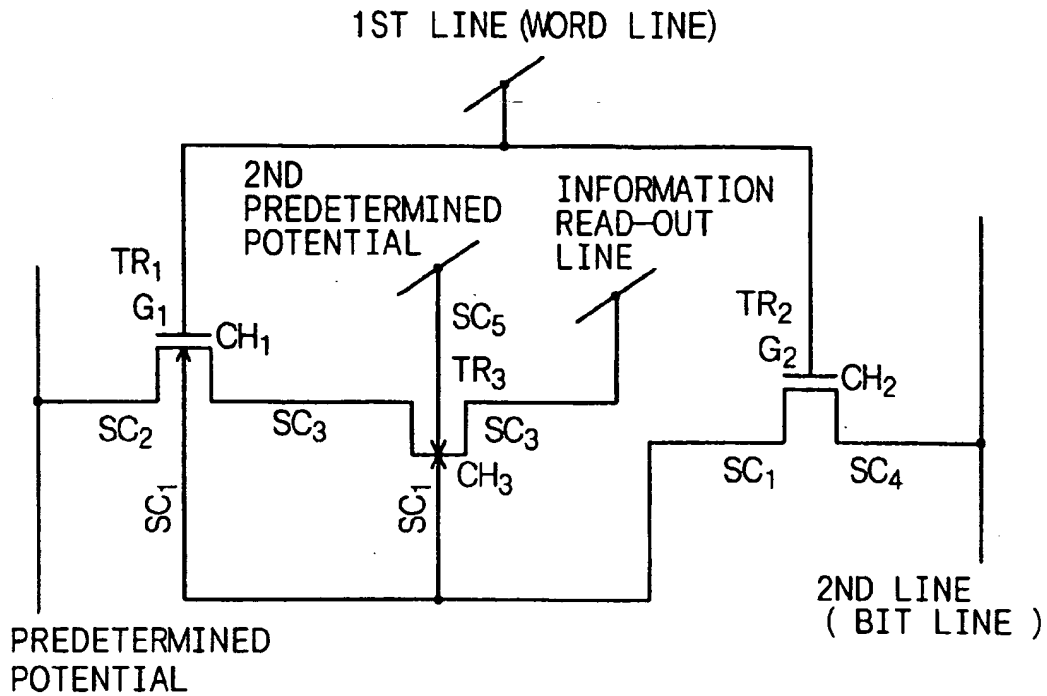 1ST LINE (WORD LINE)
2ND
PREDETERMINED
POTENTIAL
INFORMATION
READ-OUT
LINE
TR1
G1
CH1
SC5
TR3
TR2
G2
CH2
SC2
SC3
SC3
CH3
SC1
SC1
SC1
SC4
2ND LINE
( BIT LINE )
PREDETERMINED
POTENTIAL